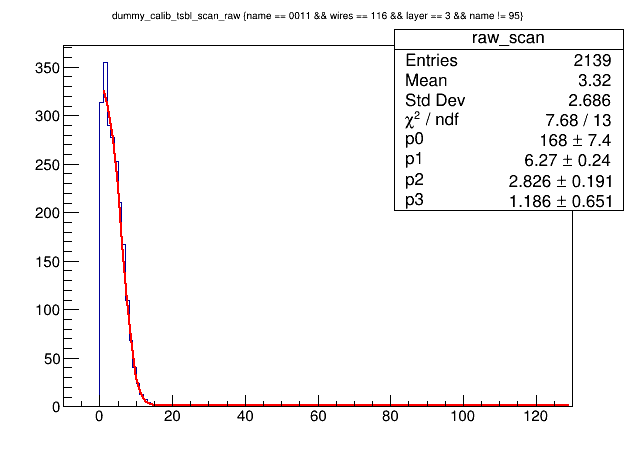 dummy_calib_tsbl_scan_raw {name == 0011 && wires == 116 && layer == 3 && name != 95}
raw_scan
Entries 2139
Mean 3.32
Std Dev 2.686
χ² / ndf 7.68 / 13
p0 168 ± 7.4
p1 6.27 ± 0.24
p2 2.826 ± 0.191
p3 1.186 ± 0.651
350
300
250
200
150
100
50
0
0 20 40 60 80 100 120